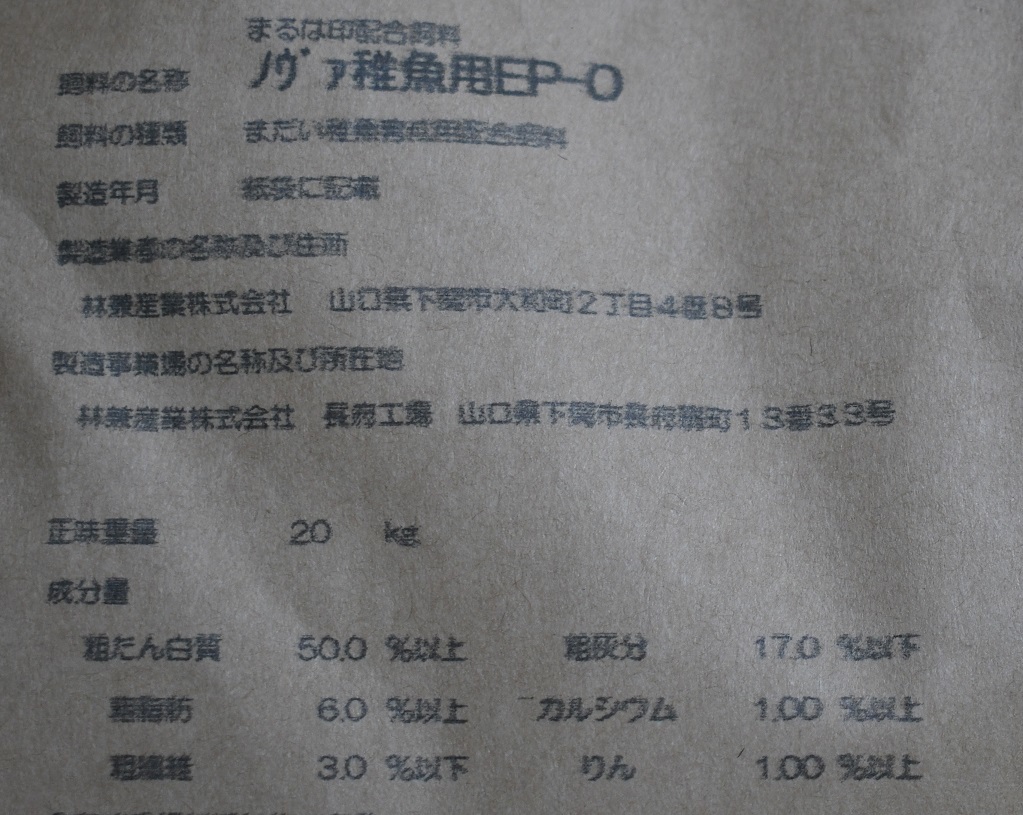 まるは印配合飼料
飼料の名称 ノヴァ稚魚用EP-0
飼料の種類 まだい稚魚育成用配合飼料
製造年月 紙袋に記載
製造業者の名称及び住所
林兼産業株式会社 山口県下関市大和町2丁目4番8号
製造事業場の名称及び所在地
林兼産業株式会社 長府工場 山口県下関市長府扇町13番33号
正味重量 20 kg
成分量
粗たん白質 50.0 %以上 粗灰分 17.0 %以下
粗脂肪 6.0 %以上 カルシウム 1.00 %以上
粗繊維 3.0 %以下 りん 1.00 %以上